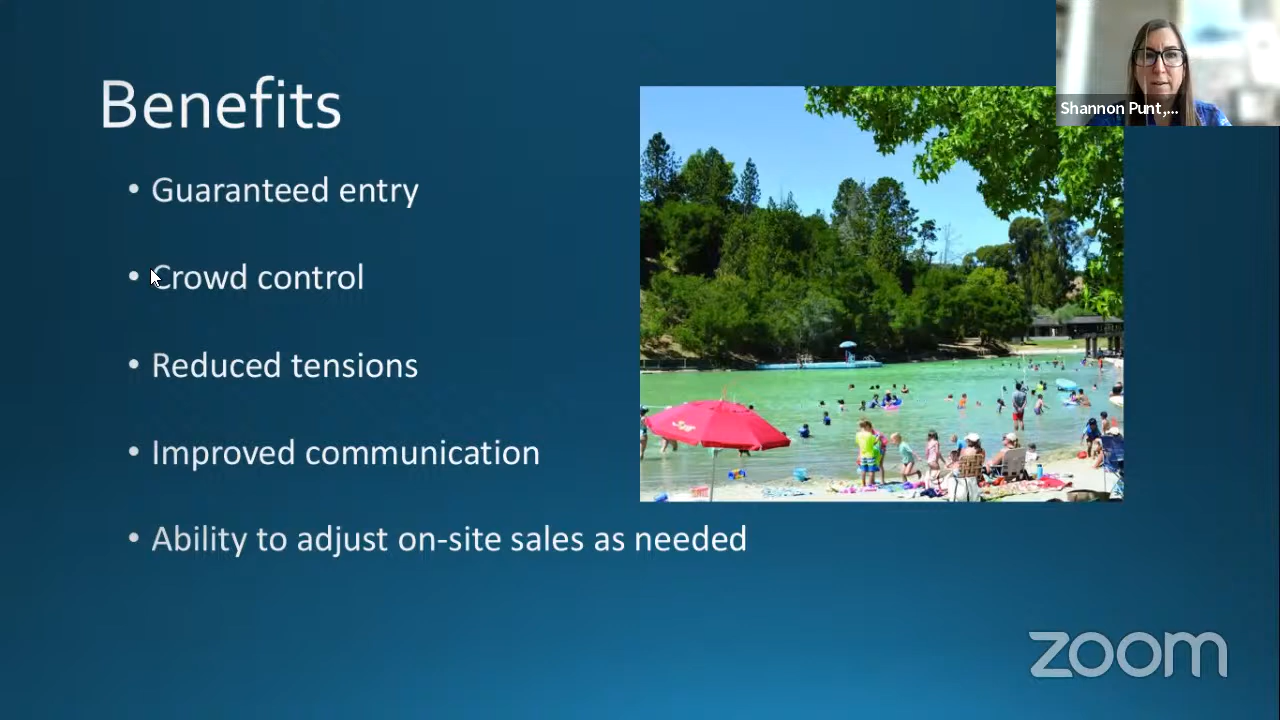 Benefits
Shannon Punt,...
• Guaranteed entry
• Crowd control
• Reduced tensions
• Improved communication
• Ability to adjust on-site sales as needed
zoom